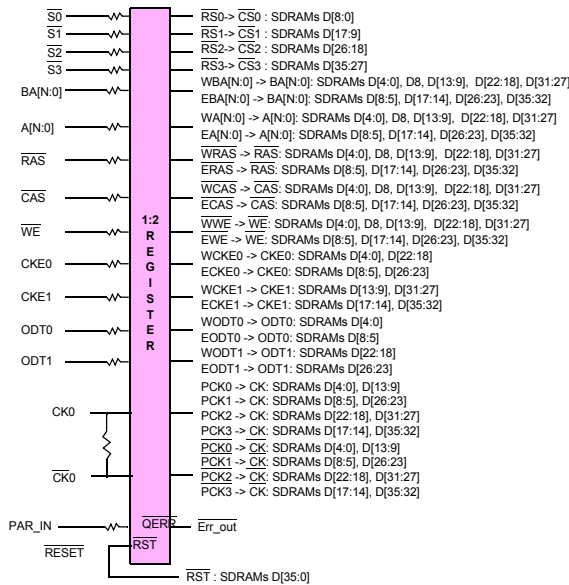 S0
S1
S2
S3
BA[N:0]
A[N:0]
RAS
CAS
WE
CKE0
CKE1
ODT0
ODT1
CK0
CK0
PAR_IN
RESET
1:2
R
E
G
I
S
T
E
R
QERR
RST
RS0-> CS0 : SDRAMs D[8:0]
RS1-> CS1 : SDRAMs D[17:9]
RS2-> CS2 : SDRAMs D[26:18]
RS3-> CS3 : SDRAMs D[35:27]
WBA[N:0] -> BA[N:0]: SDRAMs D[4:0], D8, D[13:9], D[22:18], D[31:27]
EBA[N:0] -> BA[N:0]: SDRAMs D[8:5], D[17:14], D[26:23], D[35:32]
WA[N:0] -> A[N:0]: SDRAMs D[4:0], D8, D[13:9], D[22:18], D[31:27]
EA[N:0] -> A[N:0]: SDRAMs D[8:5], D[17:14], D[26:23], D[35:32]
WRAS -> RAS: SDRAMs D[4:0], D8, D[13:9], D[22:18], D[31:27]
ERAS -> RAS: SDRAMs D[8:5], D[17:14], D[26:23], D[35:32]
WCAS -> CAS: SDRAMs D[4:0], D8, D[13:9], D[22:18], D[31:27]
ECAS -> CAS: SDRAMs D[8:5], D[17:14], D[26:23], D[35:32]
WWE -> WE: SDRAMs D[4:0], D8, D[13:9], D[22:18], D[31:27]
EWE -> WE: SDRAMs D[8:5], D[17:14], D[26:23], D[35:32]
WCKE0 -> CKE0: SDRAMs D[4:0], D[22:18]
ECKE0 -> CKE0: SDRAMs D[8:5], D[26:23]
WCKE1 -> CKE1: SDRAMs D[13:9], D[31:27]
ECKE1 -> CKE1: SDRAMs D[17:14], D[35:32]
WODT0 -> ODT0: SDRAMs D[4:0]
EODT0 -> ODT0: SDRAMs D[8:5]
WODT1 -> ODT1: SDRAMs D[22:18]
EODT1 -> ODT1: SDRAMs D[26:23]
PCK0 -> CK: SDRAMs D[4:0], D[13:9]
PCK1 -> CK: SDRAMs D[8:5], D[26:23]
PCK2 -> CK: SDRAMs D[22:18], D[31:27]
PCK3 -> CK: SDRAMs D[17:14], D[35:32]
PCK0 -> CK: SDRAMs D[4:0], D[13:9]
PCK1 -> CK: SDRAMs D[8:5], D[26:23]
PCK2 -> CK: SDRAMs D[22:18], D[31:27]
PCK3 -> CK: SDRAMs D[17:14], D[35:32]
Err_out
RST : SDRAMs D[35:0]